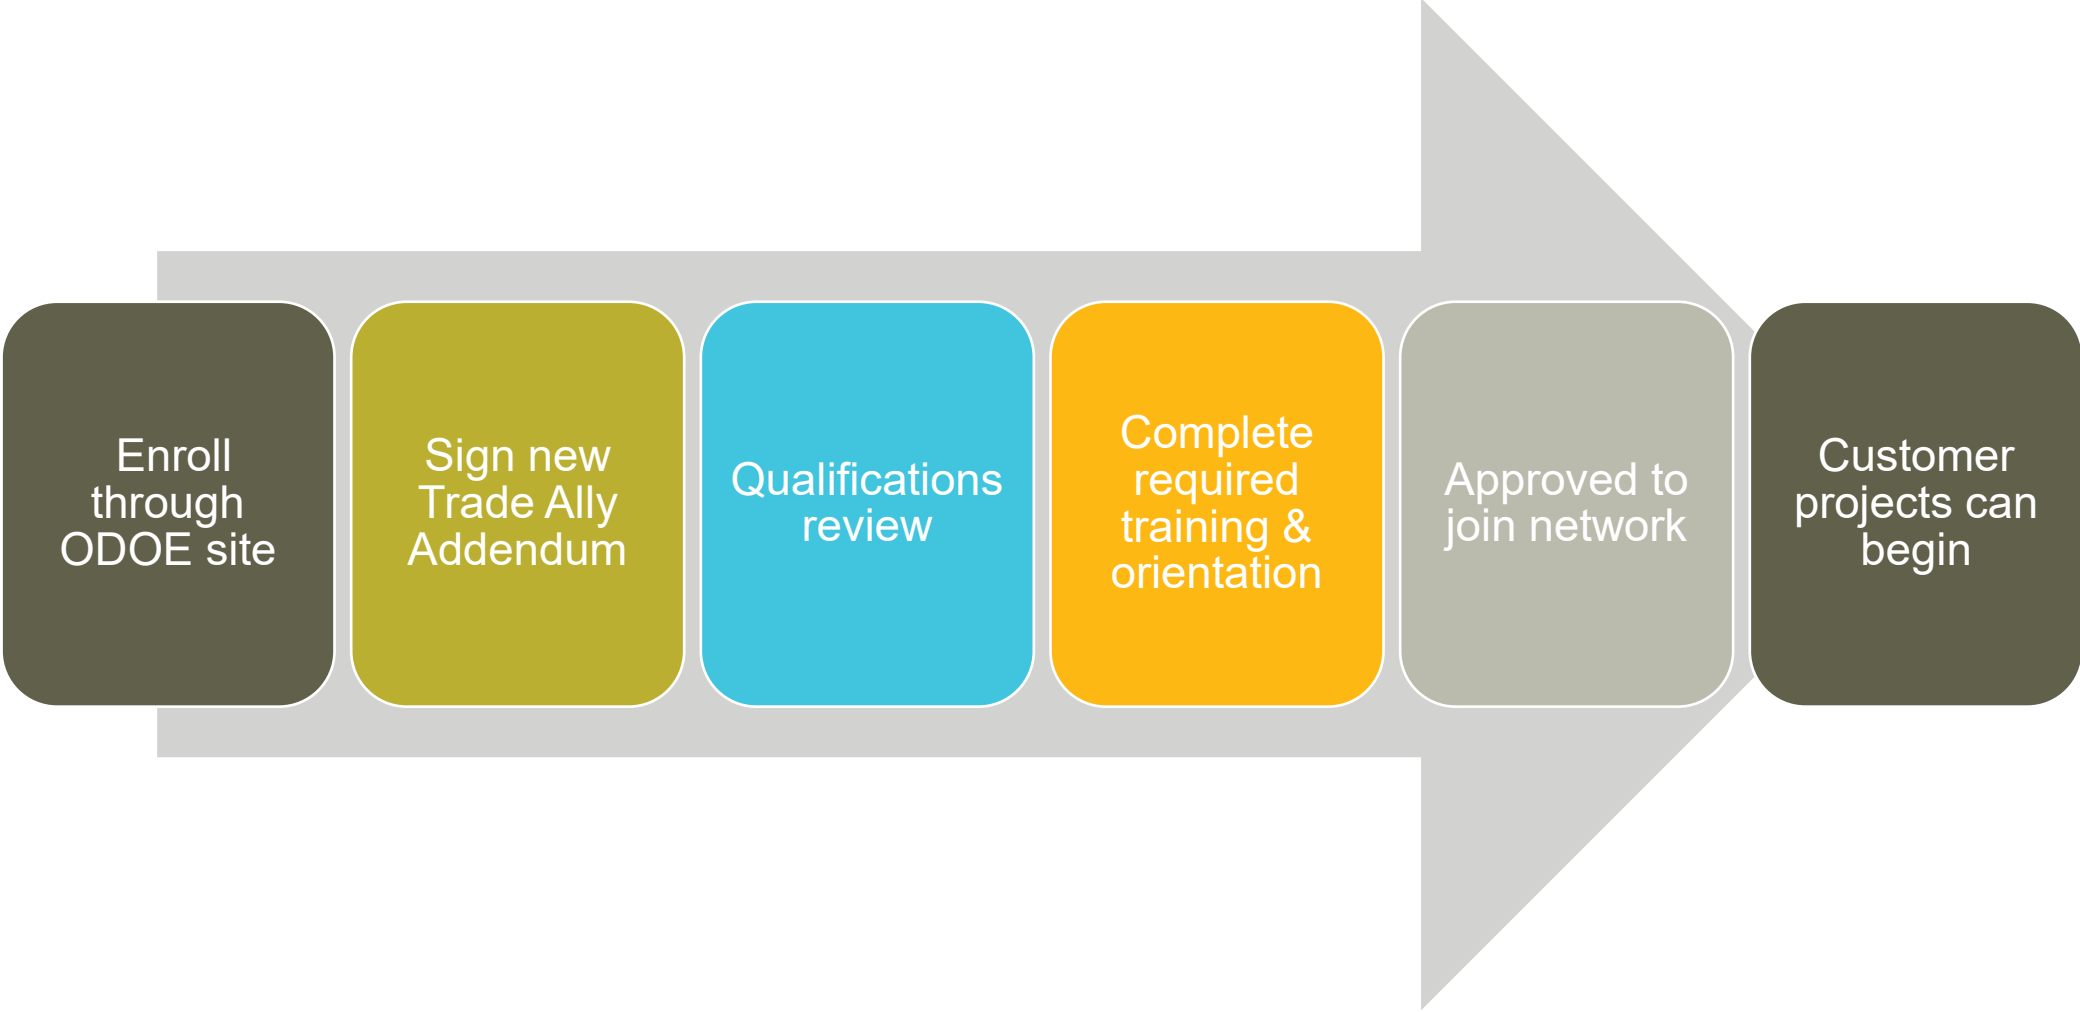 Enroll
through
ODOE site
Sign new
Trade Ally
Addendum
Qualifications
review
Complete
required
training &
orientation
Approved to
join network
Customer
projects can
begin